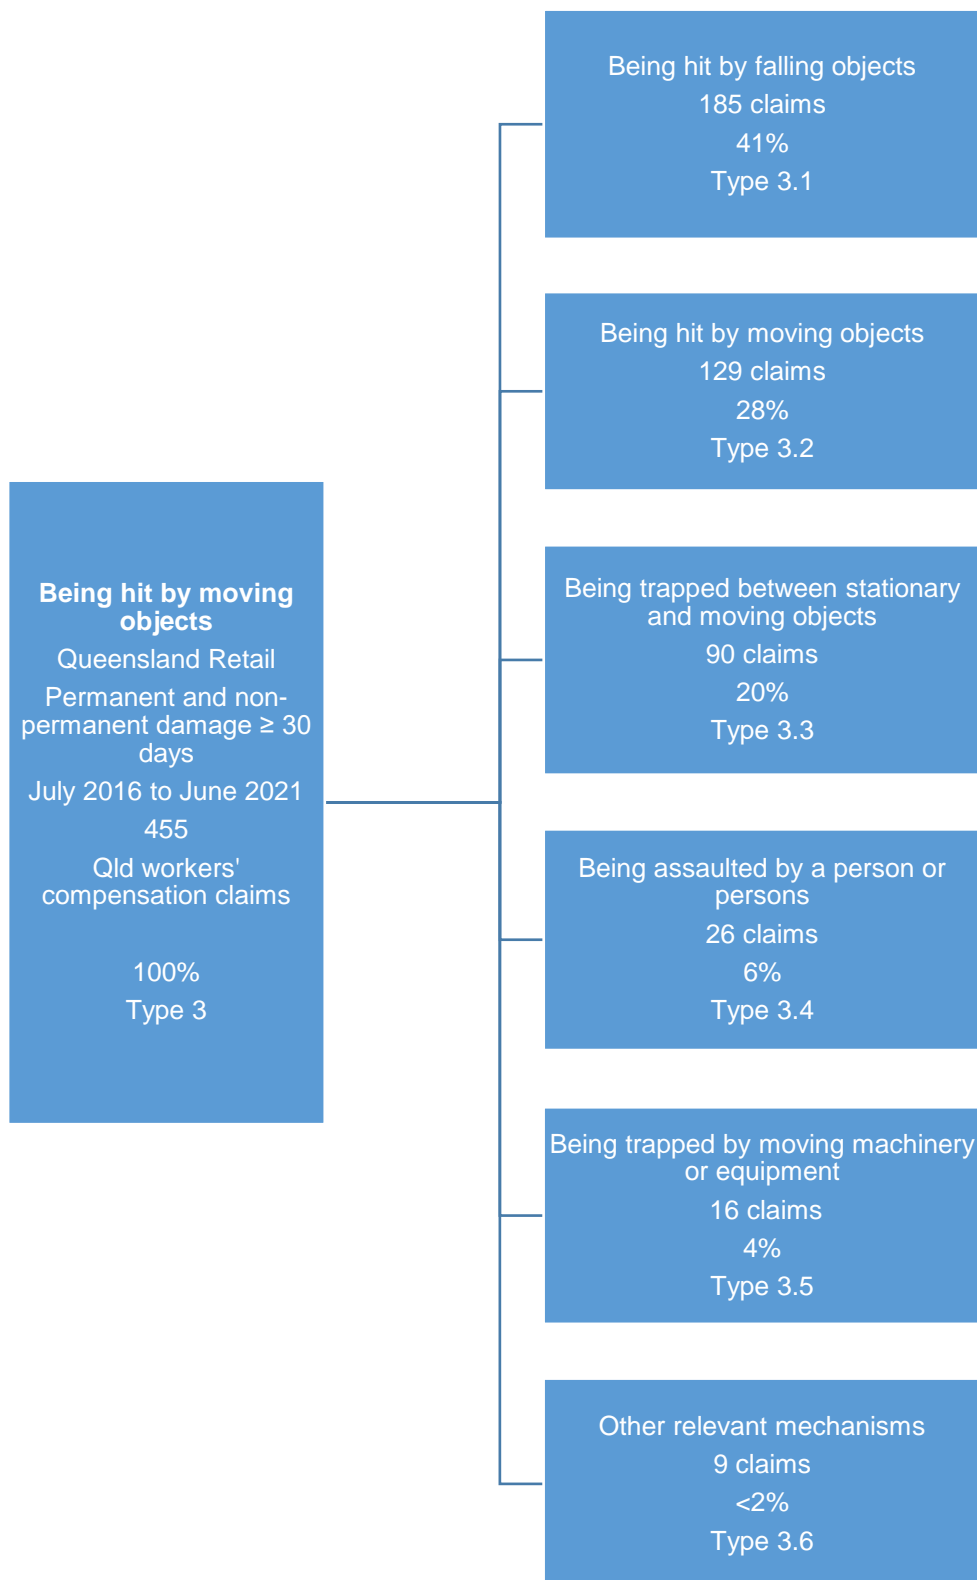 Being hit by moving
objects
Queensland Retail
Permanent and non-
permanent damage ≥ 30
days
July 2016 to June 2021
455
Qld workers'
compensation claims
100%
Type 3
Being hit by falling objects
185 claims
41%
Type 3.1
Being hit by moving objects
129 claims
28%
Type 3.2
Being trapped between stationary
and moving objects
90 claims
20%
Type 3.3
Being assaulted by a person or
persons
26 claims
6%
Type 3.4
Being trapped by moving machinery
or equipment
16 claims
4%
Type 3.5
Other relevant mechanisms
9 claims
<2%
Type 3.6